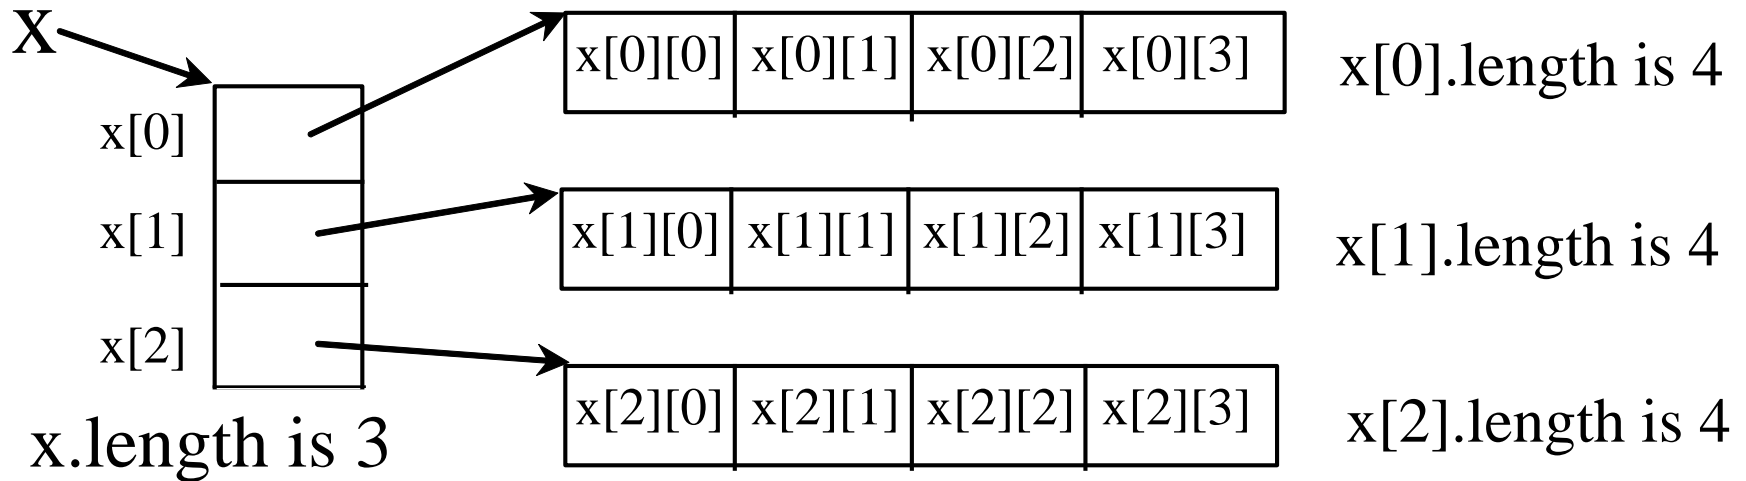 x
x[0]
x[1]
x[2]
x.length is 3
x[0][0] x[0][1] x[0][2] x[0][3] x[0].length is 4
x[1][0] x[1][1] x[1][2] x[1][3] x[1].length is 4
x[2][0] x[2][1] x[2][2] x[2][3] x[2].length is 4